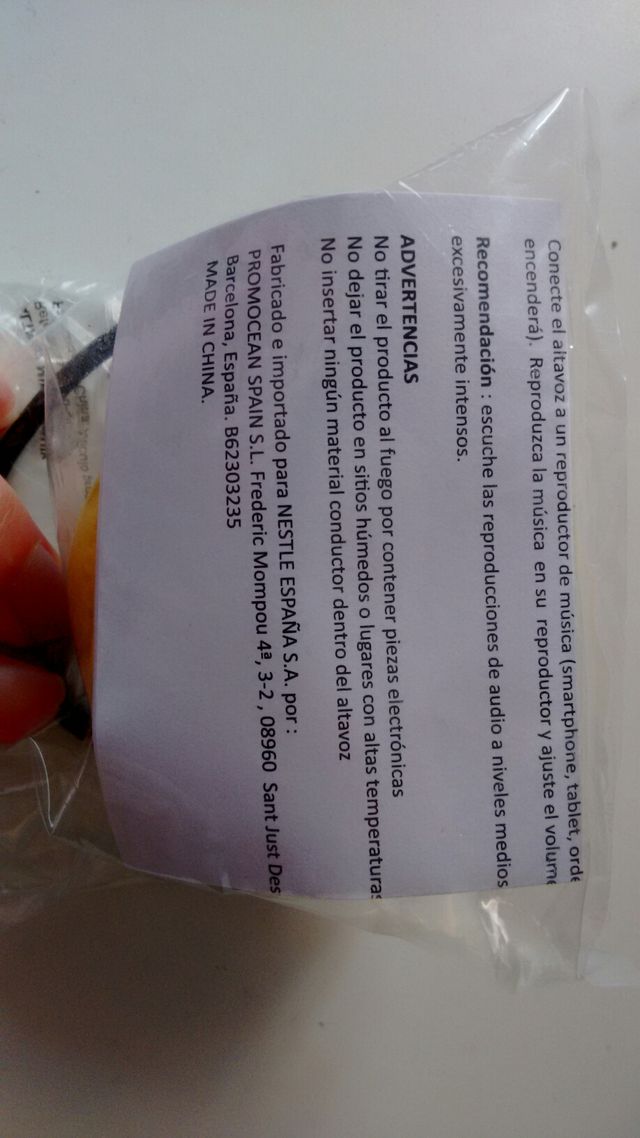 Conecte el altavoz a un reproductor de música (smartphone, tablet, orde
encenderá). Reproduzca la música en su reproductor y ajuste el volume
Recomendación : escuche las reproducciones de audio a niveles medios
excesivamente intensos.
ADVERTENCIAS
No tirar el producto al fuego por contener piezas electrónicas
No dejar el producto en sitios húmedos o lugares con altas temperaturas
No insertar ningún material conductor dentro del altavoz
Fabricado e importado para NESTLE ESPAÑA S.A. por :
PROMOCEAN SPAIN S.L. Frederic Mompou 4ª, 3-2 , 08960 Sant Just Des
Barcelona, España. B62303235
MADE IN CHINA.